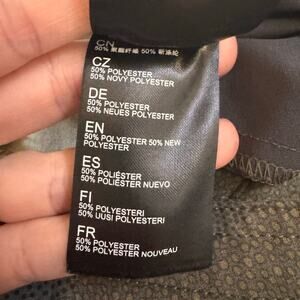 CN
50% 聚酯纤维 50% 新涤纶
CZ
50% POLYESTER
50% NOVÝ POLYESTER
DE
50% POLYESTER
50% NEUES POLYESTER
EN
50% POLYESTER 50% NEW
POLYESTER
ES
50% POLIÉSTER
50% POLIÉSTER NUEVO
FI
50% POLYESTERI
50% UUSI POLYESTERI
FR
50% POLYESTER
50% POLYESTER NOUVEAU